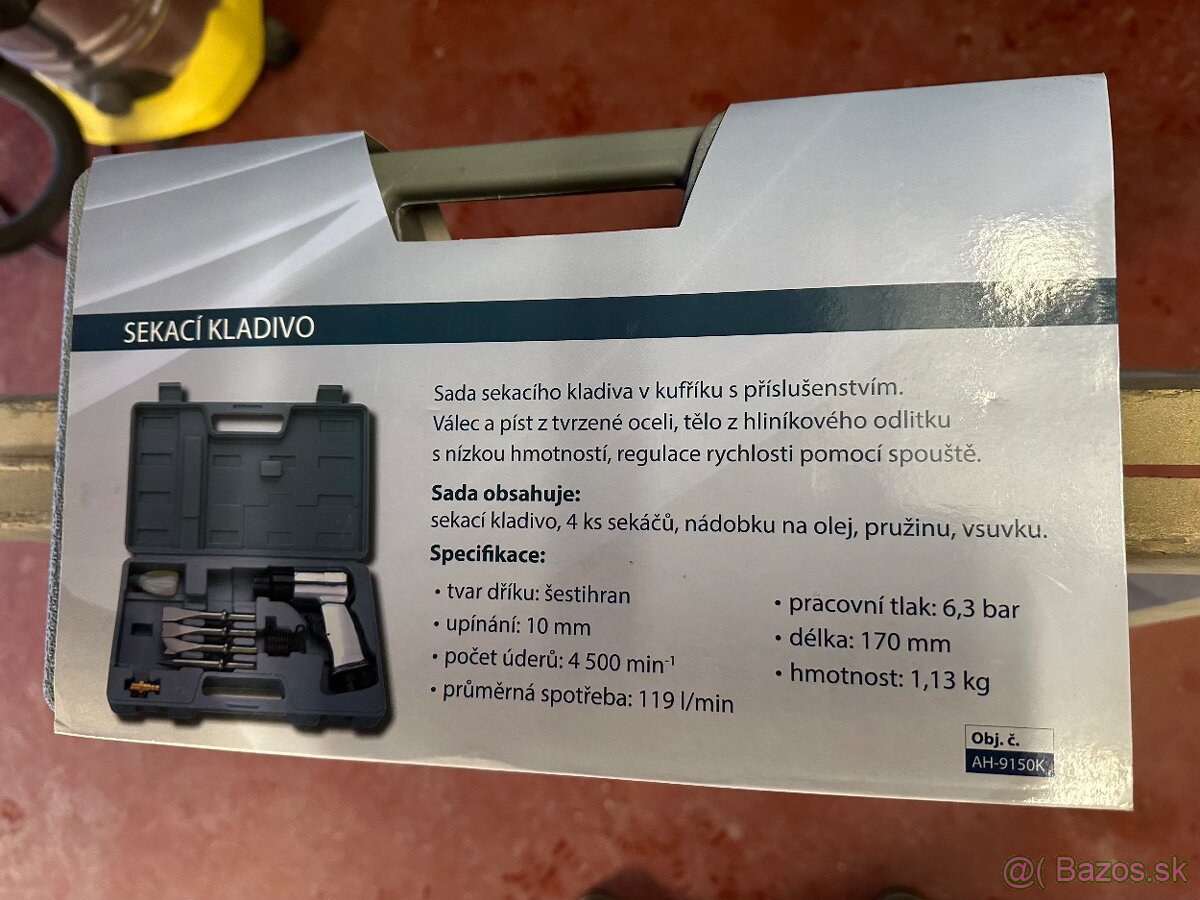 SEKACÍ KLADIVO
Sada sekacího kladiva v kufříku s příslušenstvím.
Válec a píst z tvrzené oceli, tělo z hliníkového odlitku
s nízkou hmotností, regulace rychlosti pomocí spouště.
Sada obsahuje:
sekací kladivo, 4 ks sekáčů, nádobku na olej, pružinu, vsuvku.
Specifikace:
• tvar dříku: šestihran
• upínání: 10 mm
• počet úderů: 4 500 min⁻¹
• průměrná spotřeba: 119 l/min
• pracovní tlak: 6,3 bar
• délka: 170 mm
• hmotnost: 1,13 kg
Obj. č.
AH-9150K
@( Bazos.sk